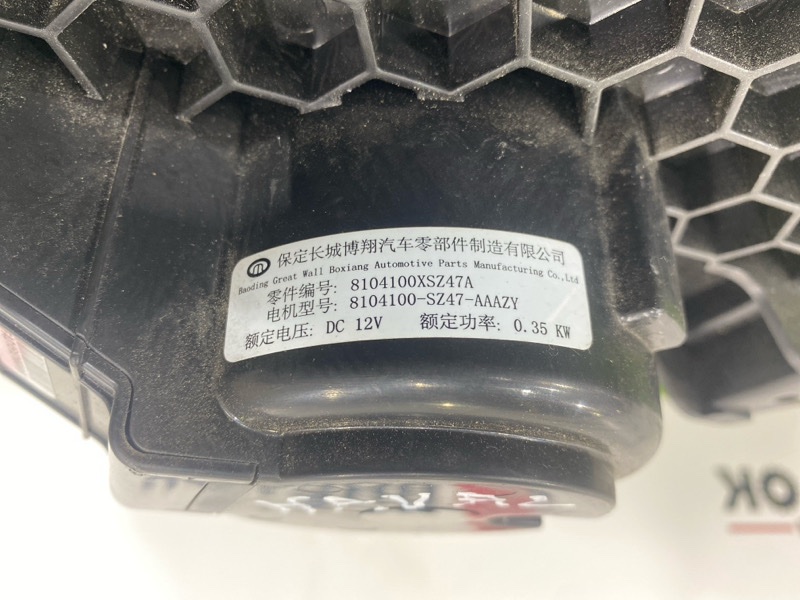 保定长城博翔汽车零部件制造有限公司
Baoding Great Wall Boxiang Automotive Parts Manufacturing Co.,Ltd
零件编号: 8104100XSZ47A
电机型号: 8104100-SZ47-AAAZY
额定电压: DC 12V 额定功率: 0.35 KW
OK